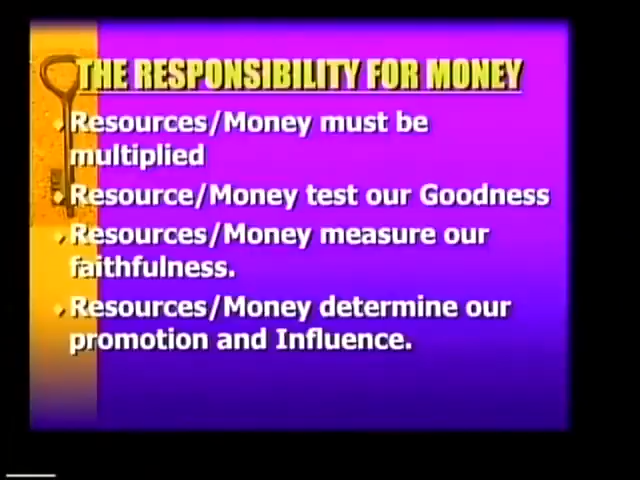 THE RESPONSIBILITY FOR MONEY
Resources/Money must be
multiplied
Resource/Money test our Goodness
Resources/Money measure our
faithfulness.
Resources/Money determine our
promotion and Influence.